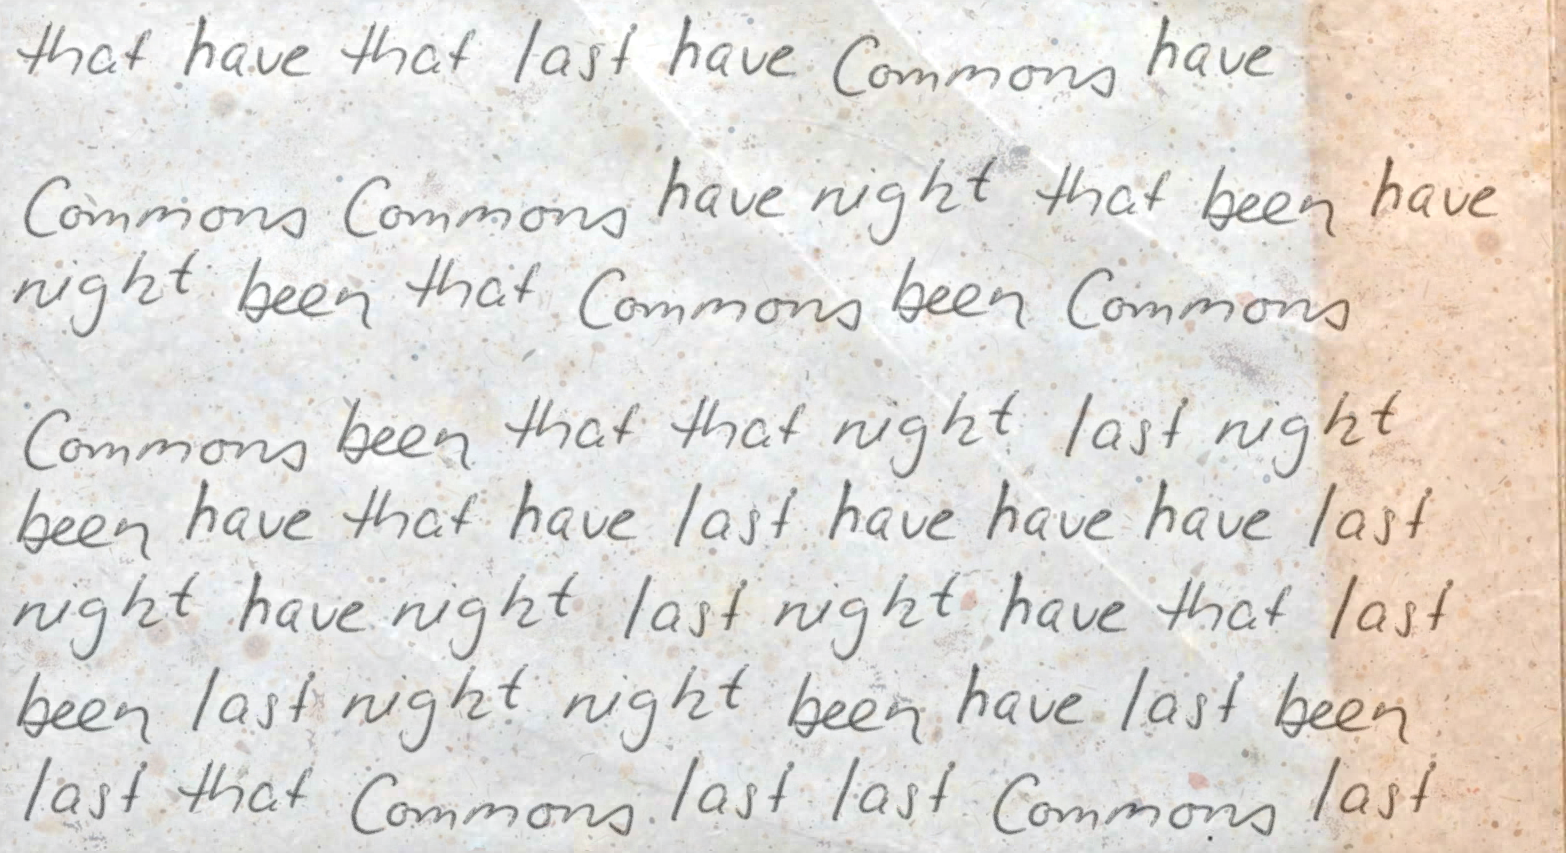 that have that last have Commons have
Commons Commons have night that been have
night been that Commons been Commons
Commons been that that night last night
been have that have last have have have last
night have night last night have that last
been last night night been have last been
last that Commons last last Commons last